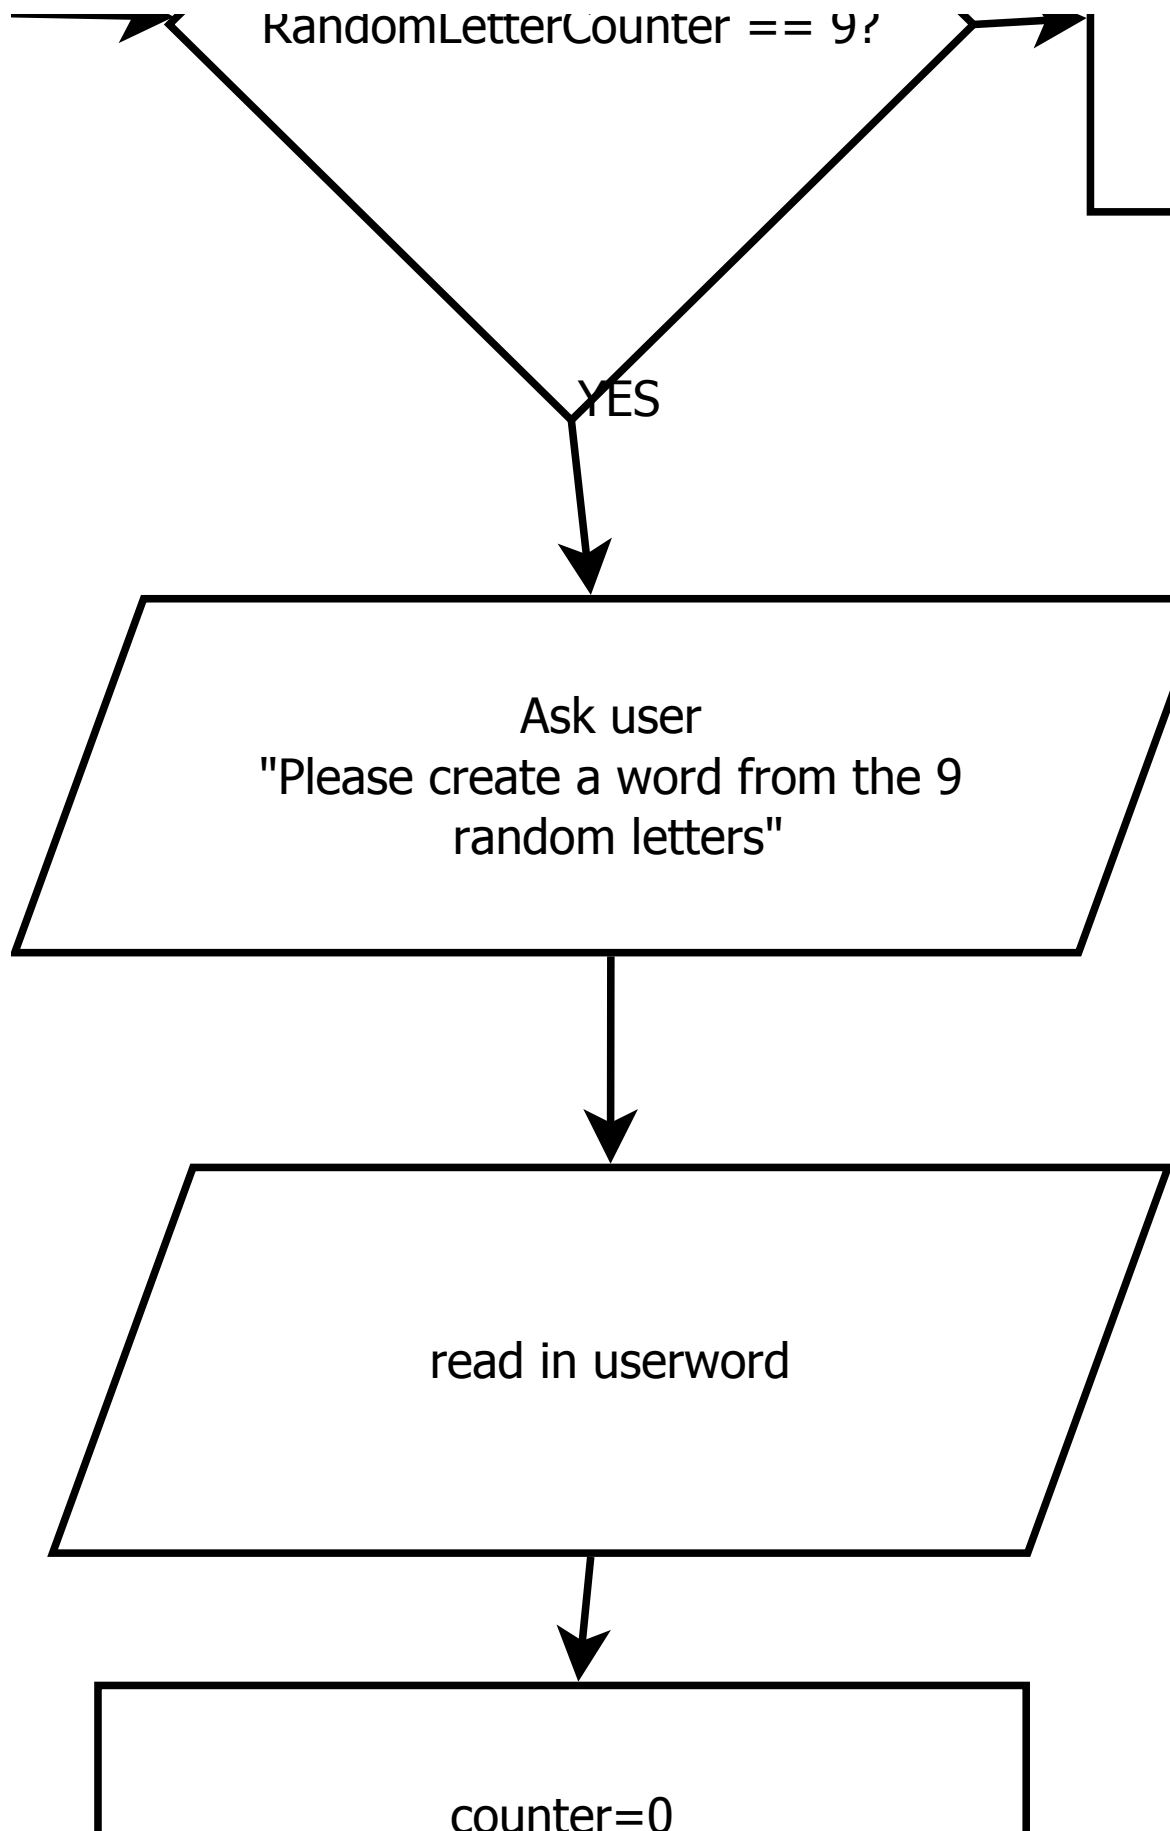 RandomLetterCounter == 9?
YES
Ask user
"Please create a word from the 9
random letters"
read in userword
counter=0